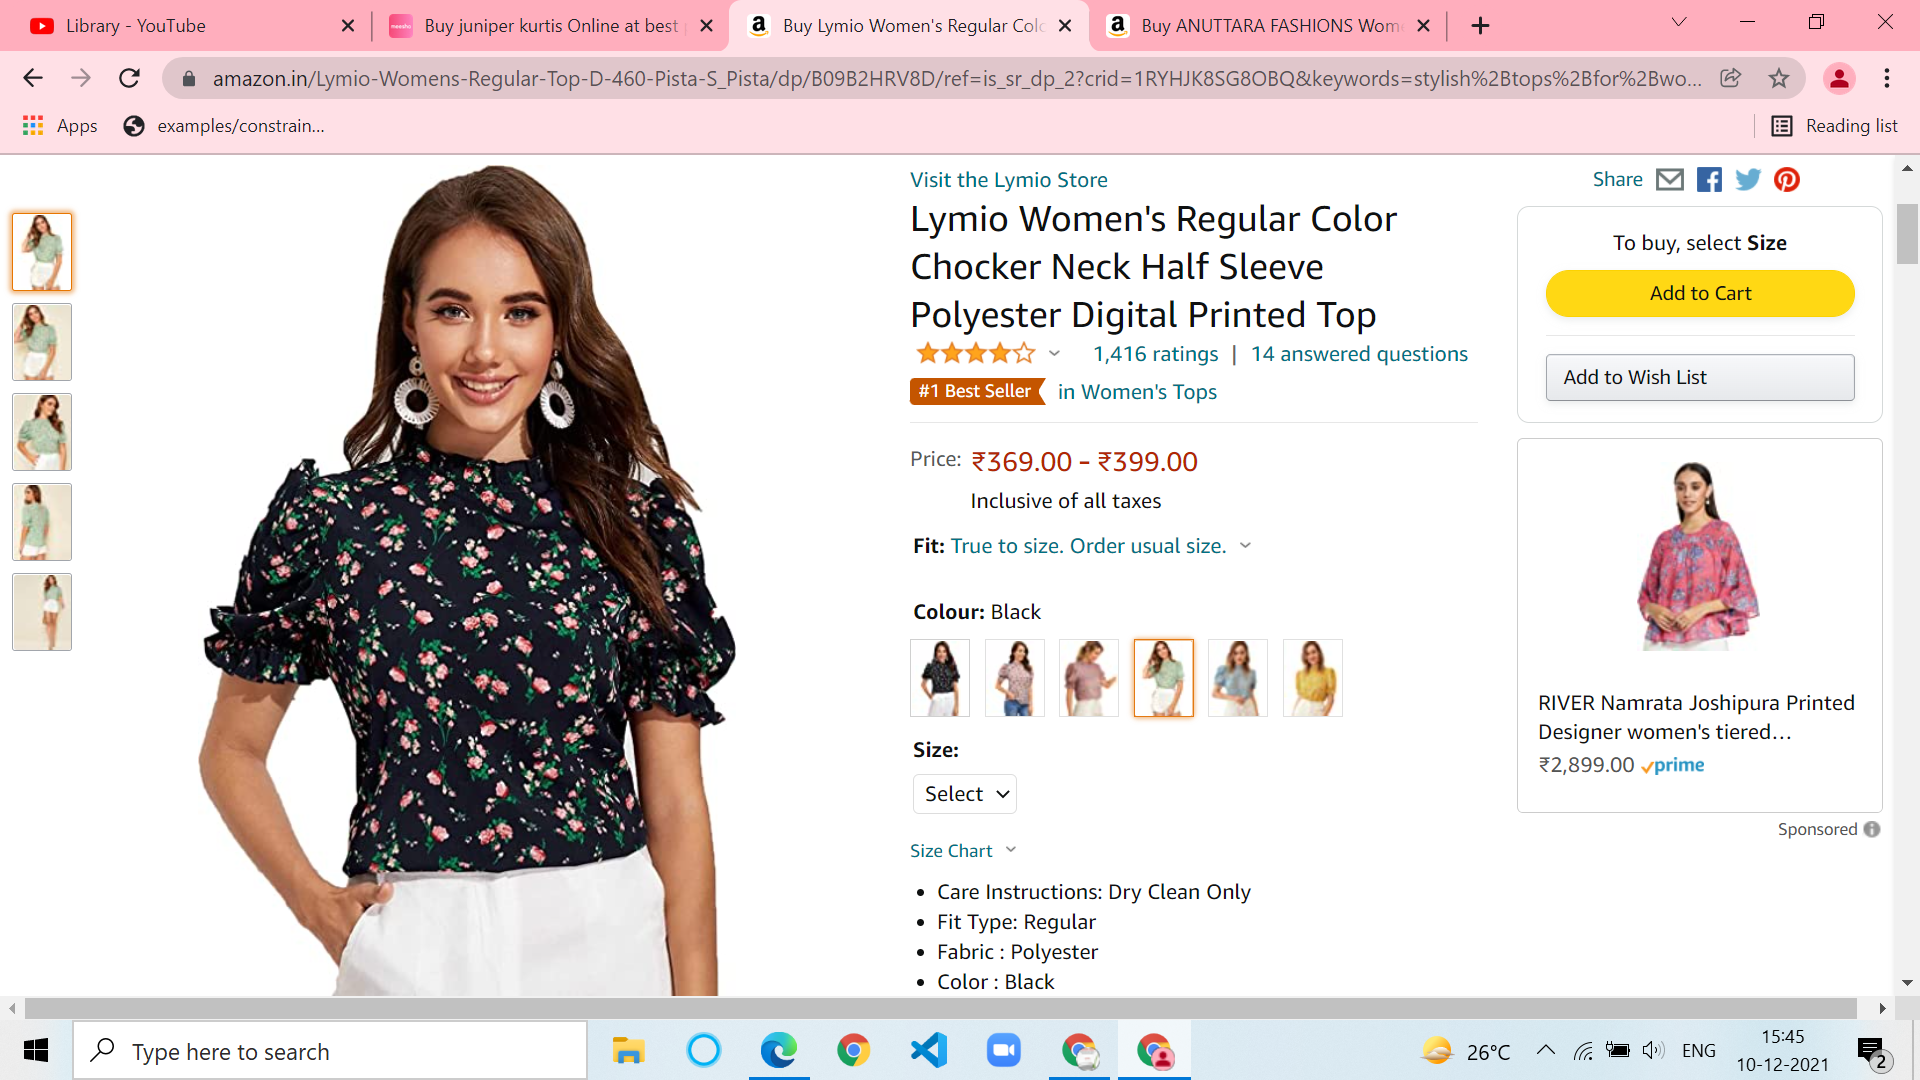 Library - YouTube
Buy juniper kurtis Online at best
Buy Lymio Women's Regular Colo
Buy ANUTTARA FASHIONS Wom
amazon.in/Lymio-Womens-Regular-Top-D-460-Pista-S_Pista/dp/B09B2HRV8D/ref=is_sr_dp_2?crid=1RYHJK8SG8OBQ&keywords=stylish%2Btops%2Bfor%2Bwo...
Apps
examples/constrain...
Reading list
Visit the Lymio Store
Lymio Women's Regular Color
Chocker Neck Half Sleeve
Polyester Digital Printed Top
1,416 ratings | 14 answered questions
#1 Best Seller in Women's Tops
Price: ₹369.00 - ₹399.00
Inclusive of all taxes
Fit: True to size. Order usual size.
Colour: Black
Size:
Select
Size Chart
• Care Instructions: Dry Clean Only
• Fit Type: Regular
• Fabric : Polyester
• Color : Black
Share
To buy, select Size
Add to Cart
Add to Wish List
RIVER Namrata Joshipura Printed
Designer women's tiered...
₹2,899.00 prime
Sponsored
Type here to search
26°C
ENG
15:45
10-12-2021
2